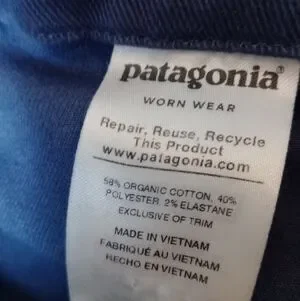 patagonia®
WORN WEAR
Repair, Reuse, Recycle
This Product
www.patagonia.com
58% ORGANIC COTTON, 40%
POLYESTER, 2% ELASTANE
EXCLUSIVE OF TRIM
MADE IN VIETNAM
FABRIQUÉ AU VIETNAM
HECHO EN VIETNAM